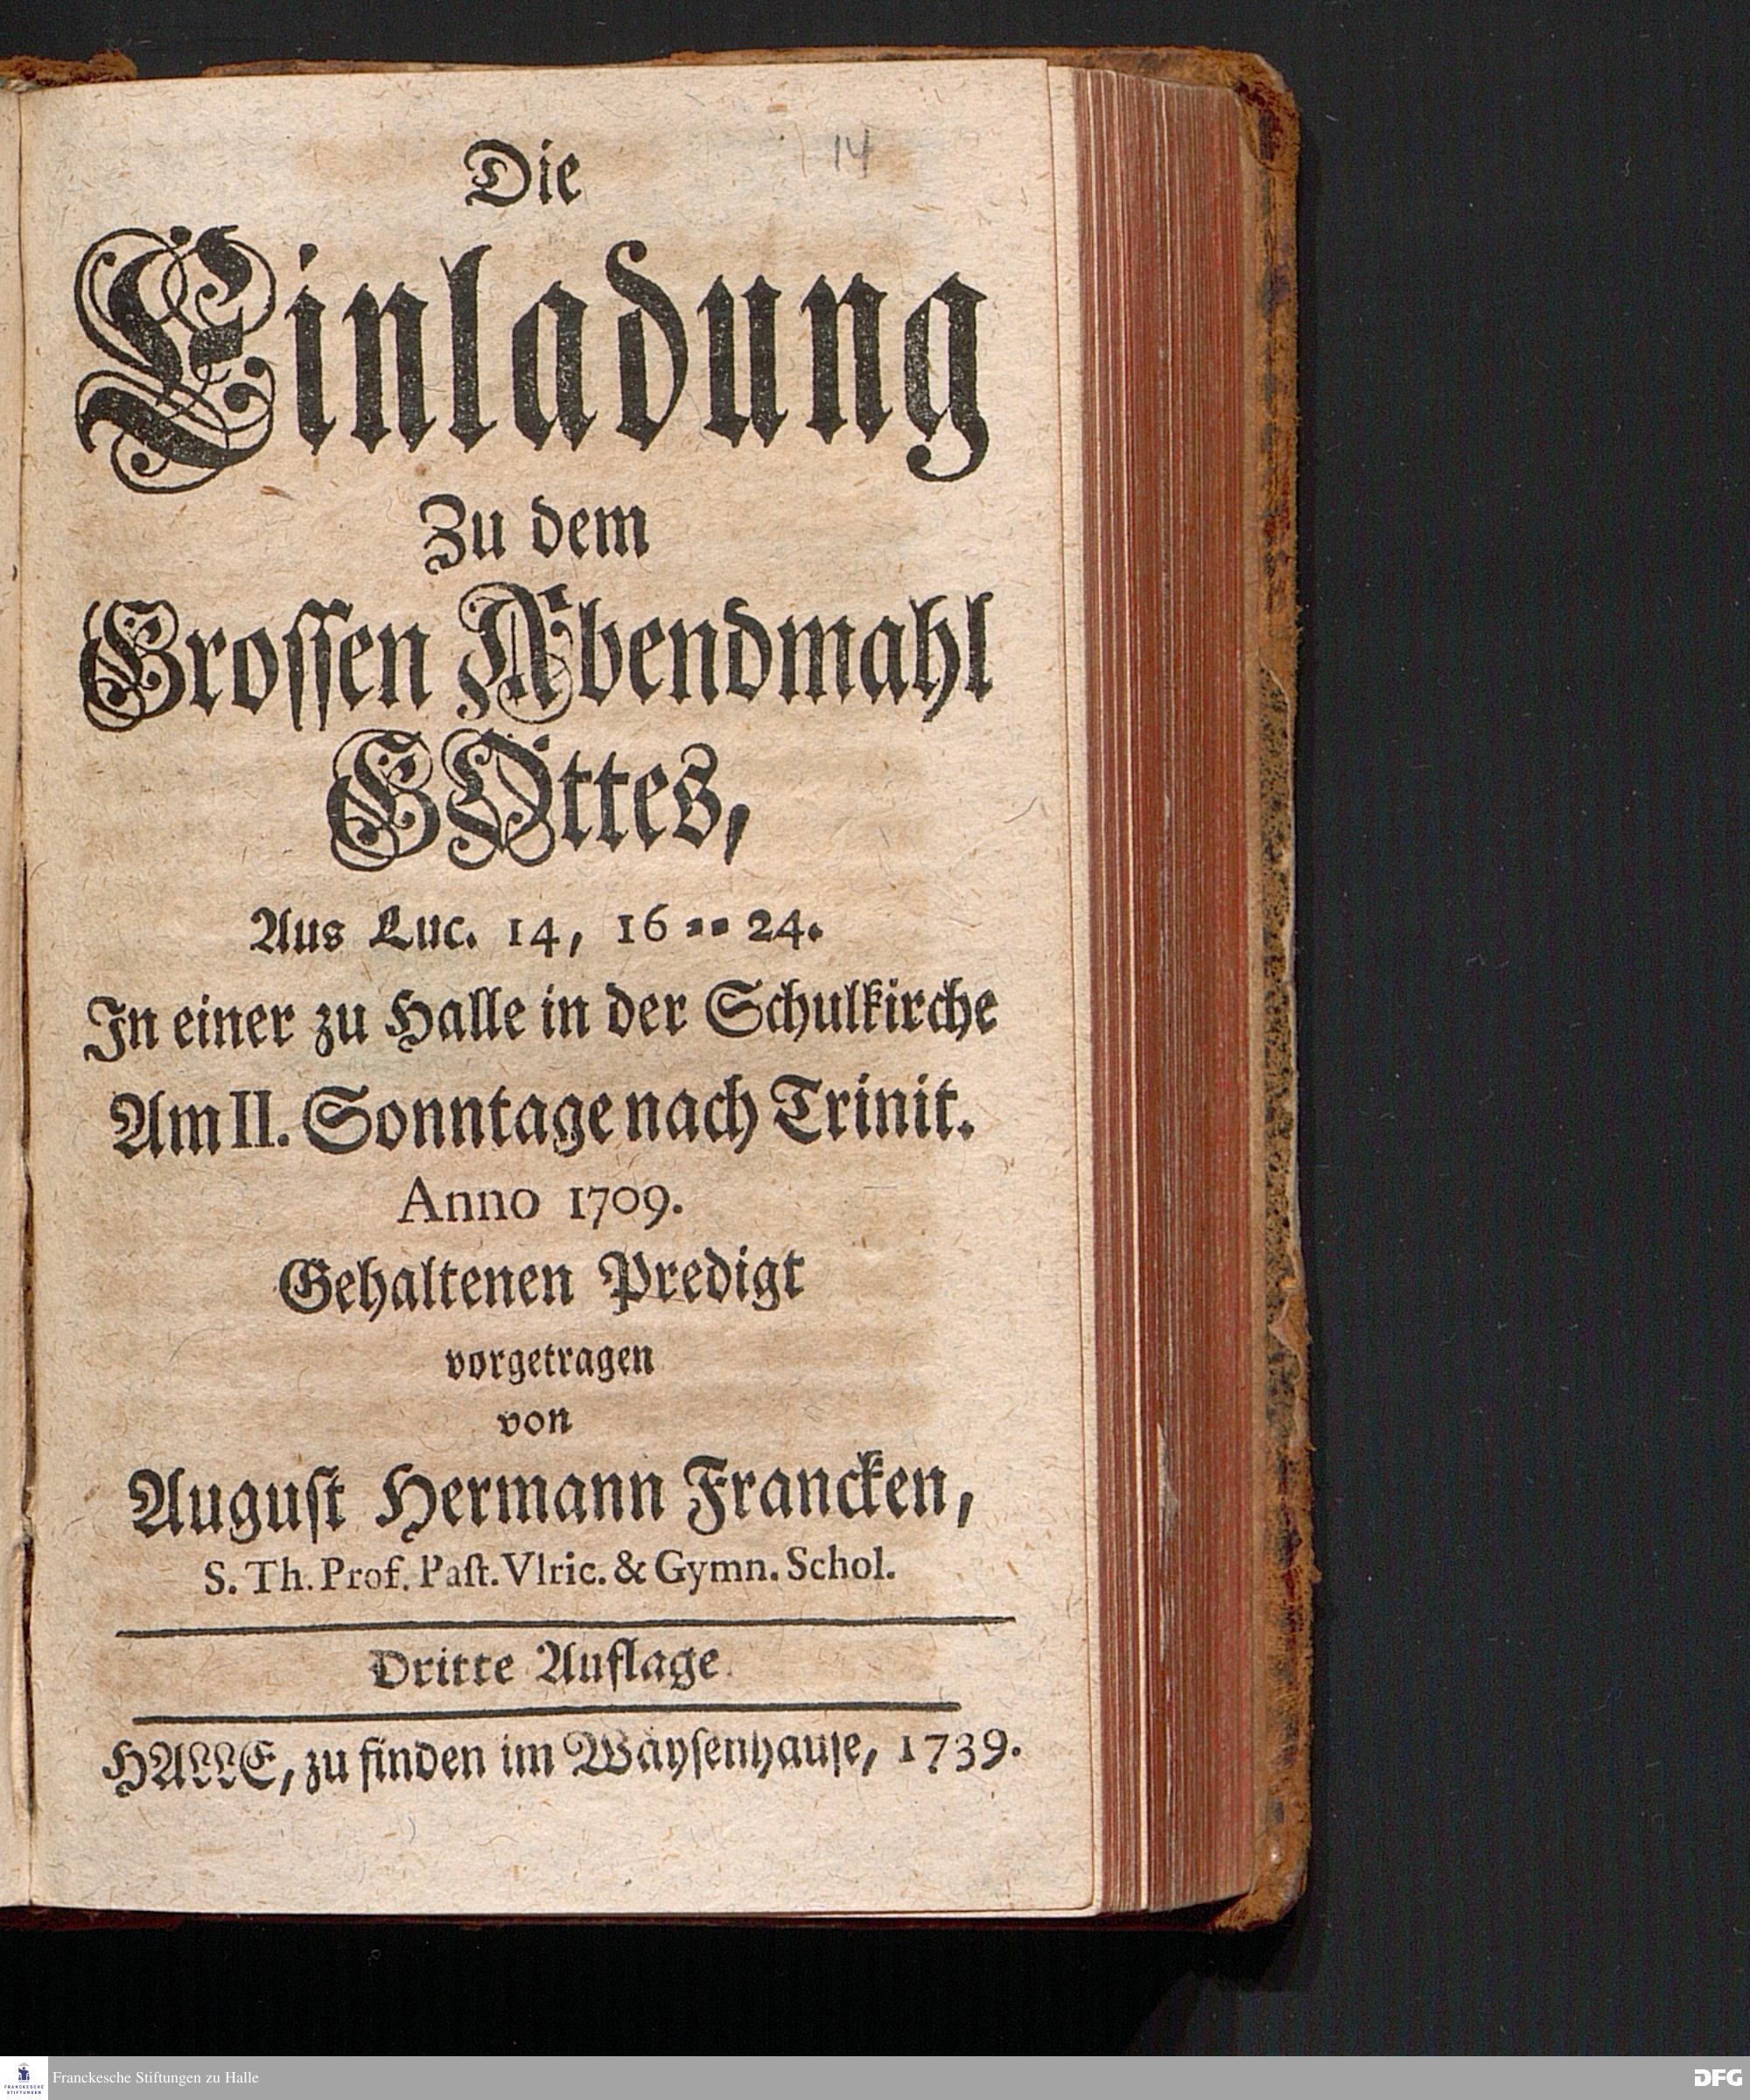 14
Die
Einladung
Zu dem
Grossen Abendmahl
GOttes,
Aus Luc. 14, 16 -- 24.
In einer zu Halle in der Schulkirche
Am II. Sonntage nach Trinit.
Anno 1709.
Gehaltenen Predigt
vorgetragen
von
August Hermann Francken,
S. Th. Prof. Paſt. Vlric. & Gymn. Schol.
Dritte Auflage
HALLE, zu finden im Wäysenhause, 1739.
FRANCKESCHE
STIFTUNGEN
Franckesche Stiftungen zu Halle
DFG